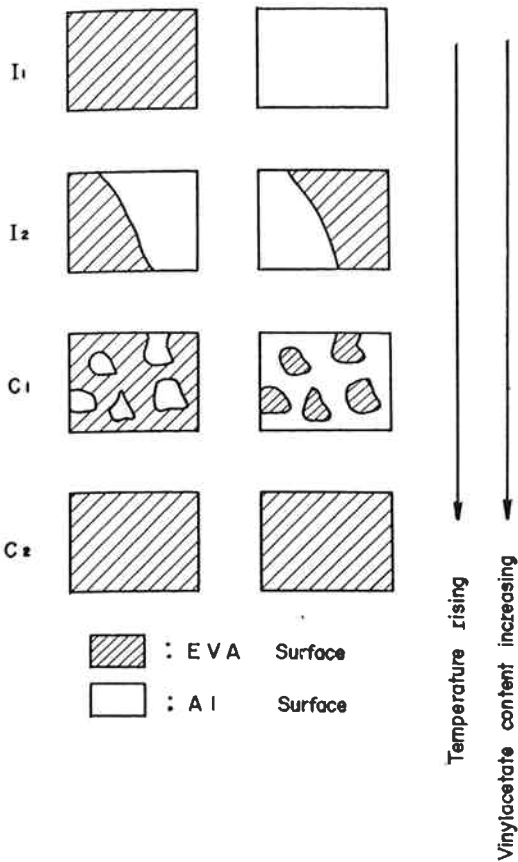 I1
I2
C1
C2
: EVA Surface
: Al Surface
Temperature rising
Vinylacetate content increasing